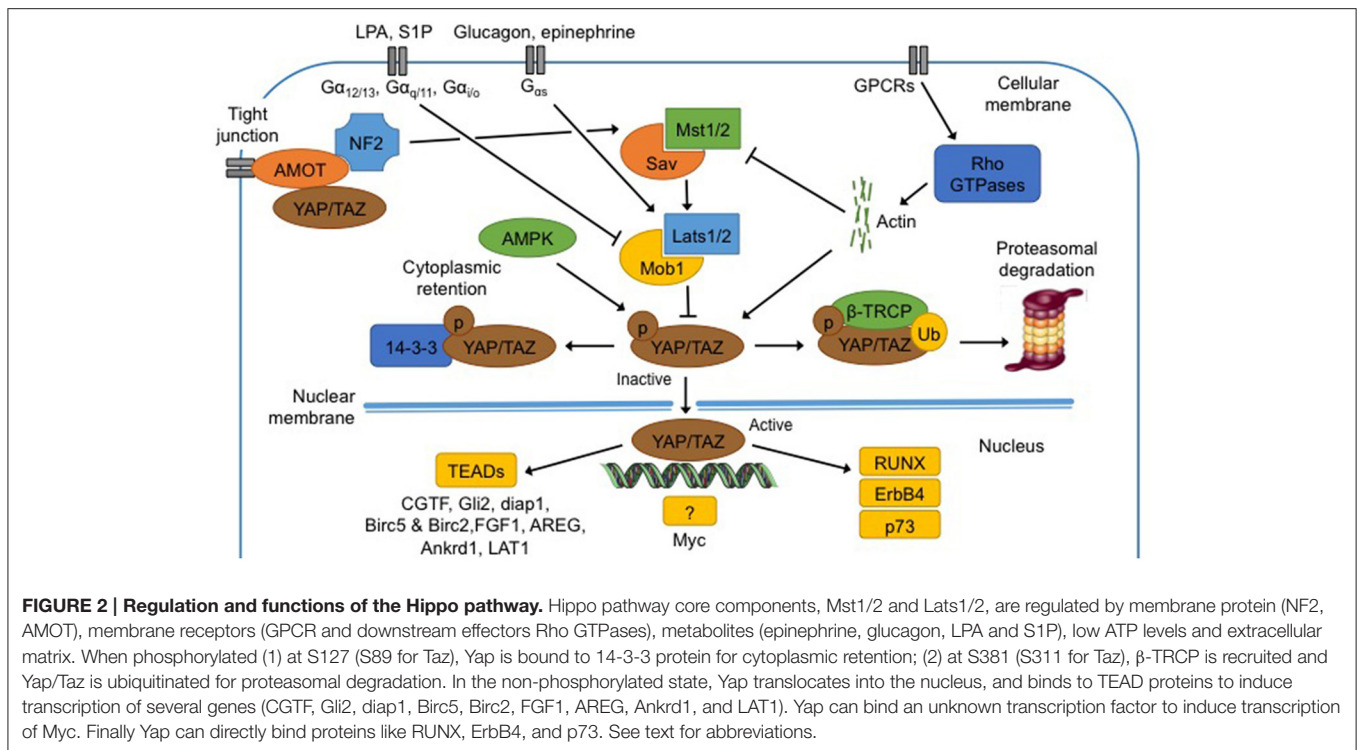 LPA, S1P
Glucagon, epinephrine
Gα12/13, Gαq/11, Gαi/o
Gαs
GPCRs
Cellular
membrane
Tight
junction
NF2
AMOT
YAP/TAZ
Mst1/2
Sav
Rho
GTPases
Actin
AMPK
Lats1/2
Mob1
Cytoplasmic
retention
Proteasomal
degradation
p
14-3-3
YAP/TAZ
p
YAP/TAZ
Inactive
p
β-TRCP
YAP/TAZ
Ub
Nuclear
membrane
YAP/TAZ
Active
Nucleus
TEADs
CGTF, Gli2, diap1,
Birc5 & Birc2,FGF1, AREG,
Ankrd1, LAT1
?
Myc
RUNX
ErbB4
p73
FIGURE 2 | Regulation and functions of the Hippo pathway. Hippo pathway core components, Mst1/2 and Lats1/2, are regulated by membrane protein (NF2,
AMOT), membrane receptors (GPCR and downstream effectors Rho GTPases), metabolites (epinephrine, glucagon, LPA and S1P), low ATP levels and extracellular
matrix. When phosphorylated (1) at S127 (S89 for Taz), Yap is bound to 14-3-3 protein for cytoplasmic retention; (2) at S381 (S311 for Taz), β-TRCP is recruited and
Yap/Taz is ubiquitinated for proteasomal degradation. In the non-phosphorylated state, Yap translocates into the nucleus, and binds to TEAD proteins to induce
transcription of several genes (CGTF, Gli2, diap1, Birc5, Birc2, FGF1, AREG, Ankrd1, and LAT1). Yap can bind an unknown transcription factor to induce transcription
of Myc. Finally Yap can directly bind proteins like RUNX, ErbB4, and p73. See text for abbreviations.